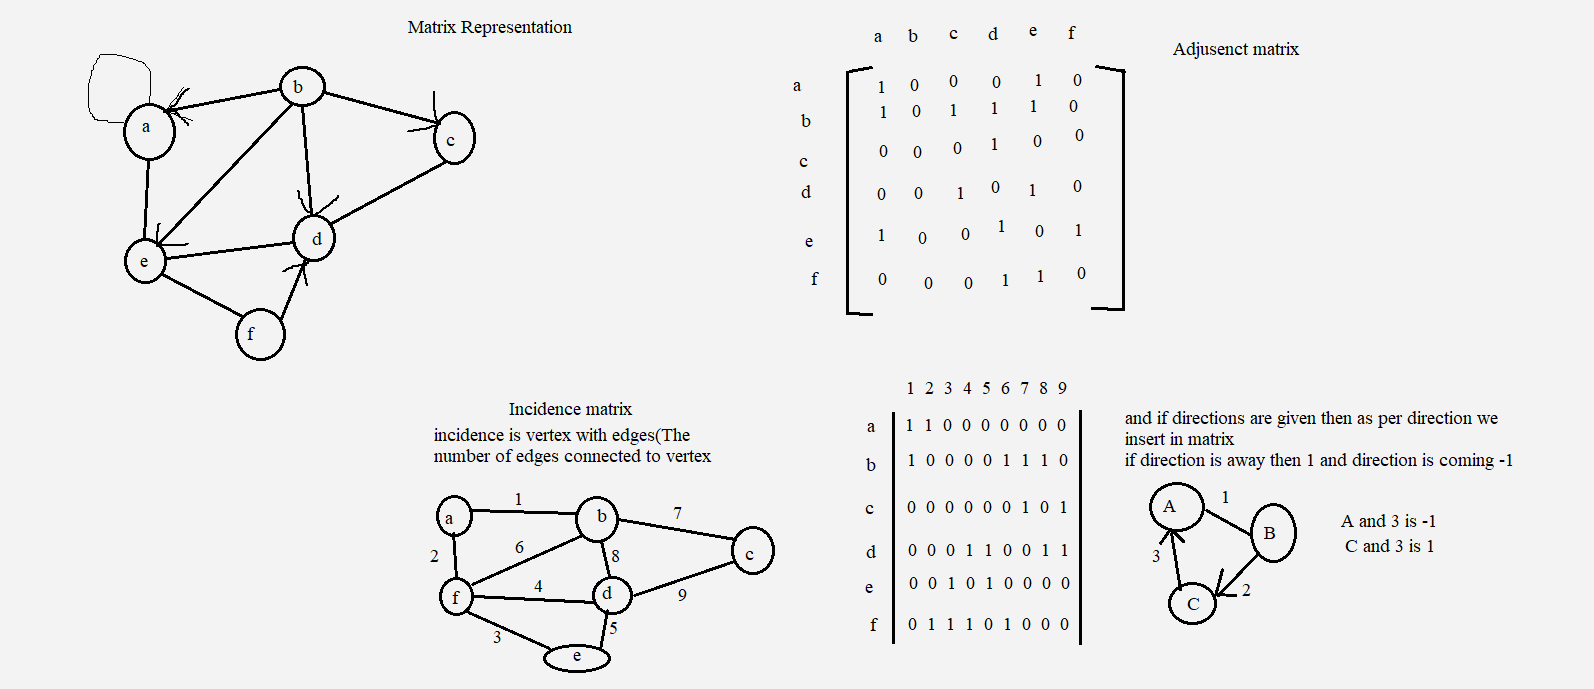 Matrix Representation
a
b
c
d
e
f
Adjusenct matrix
a b c d e f
a 1 0 0 0 1 0
b 1 0 1 1 1 0
c 0 0 0 1 0 0
d 0 0 1 0 1 0
e 1 0 0 1 0 1
f 0 0 0 1 1 0
Incidence matrix
incidence is vertex with edges(The
number of edges connected to vertex
a
1
b
7
c
2
6
8
f
4
d
9
3
5
e
1 2 3 4 5 6 7 8 9
a 1 1 0 0 0 0 0 0 0
b 1 0 0 0 0 1 1 1 0
c 0 0 0 0 0 0 1 0 1
d 0 0 0 1 1 0 0 1 1
e 0 0 1 0 1 0 0 0 0
f 0 1 1 1 0 1 0 0 0
and if directions are given then as per direction we
insert in matrix
if direction is away then 1 and direction is coming -1
A
1
B
3
2
C
A and 3 is -1
C and 3 is 1